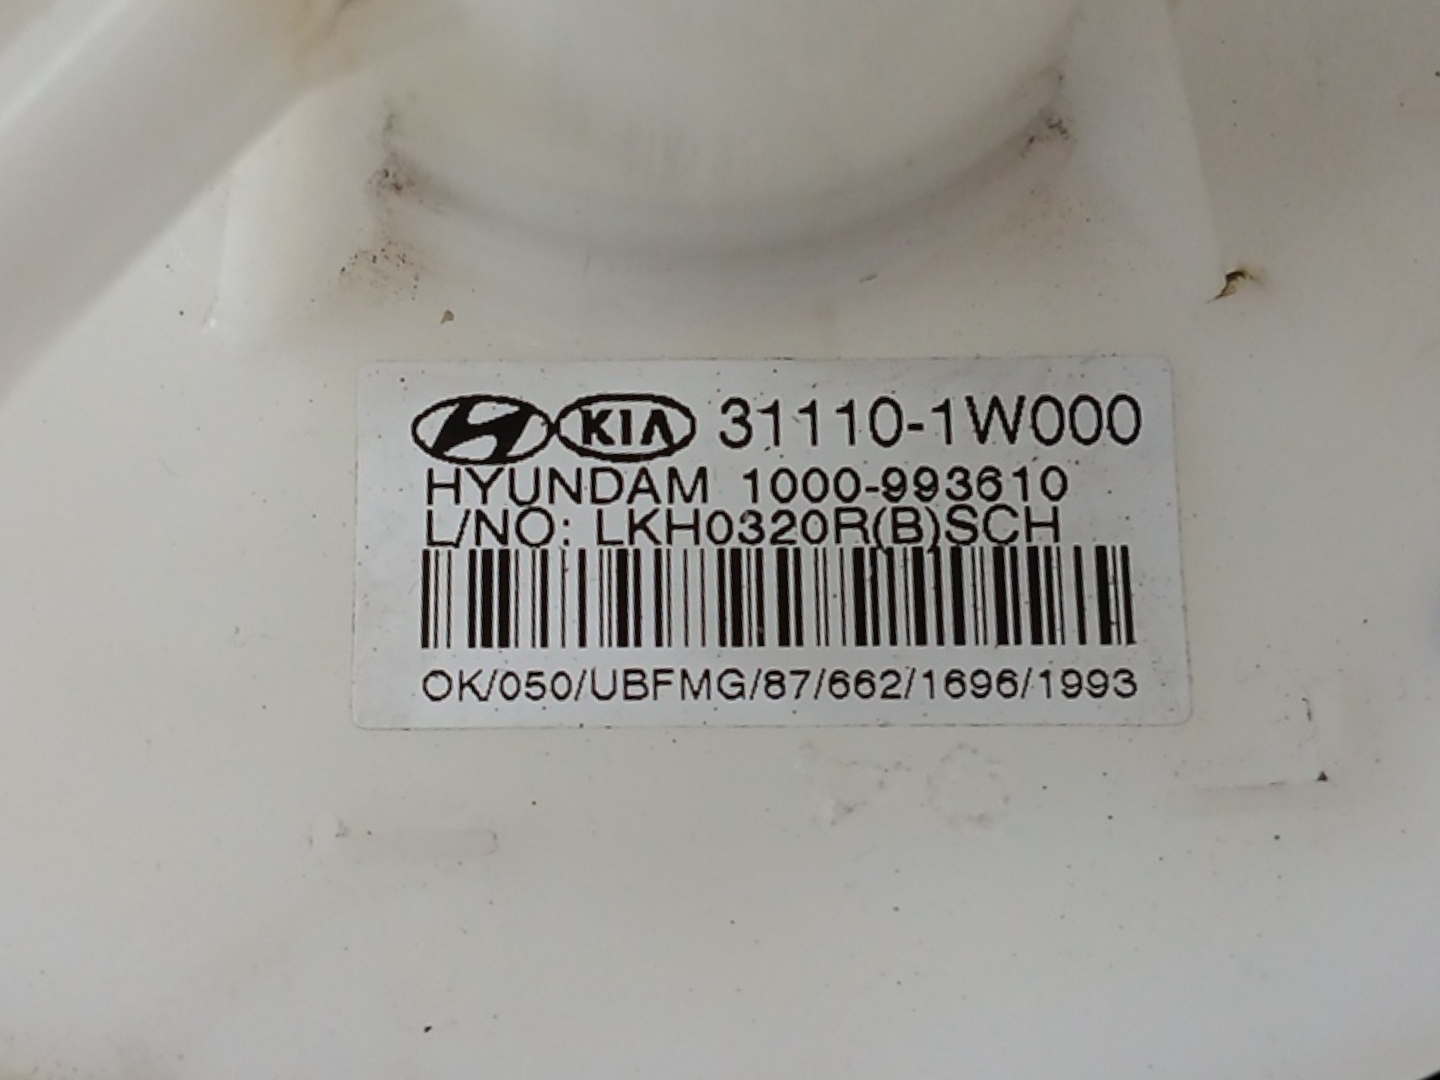 KIA 31110-1W000
HYUNDAM 1000-993610
L/NO: LKH0320R(B)SCH
OK/050/UBFMG/87/662/1696/1993